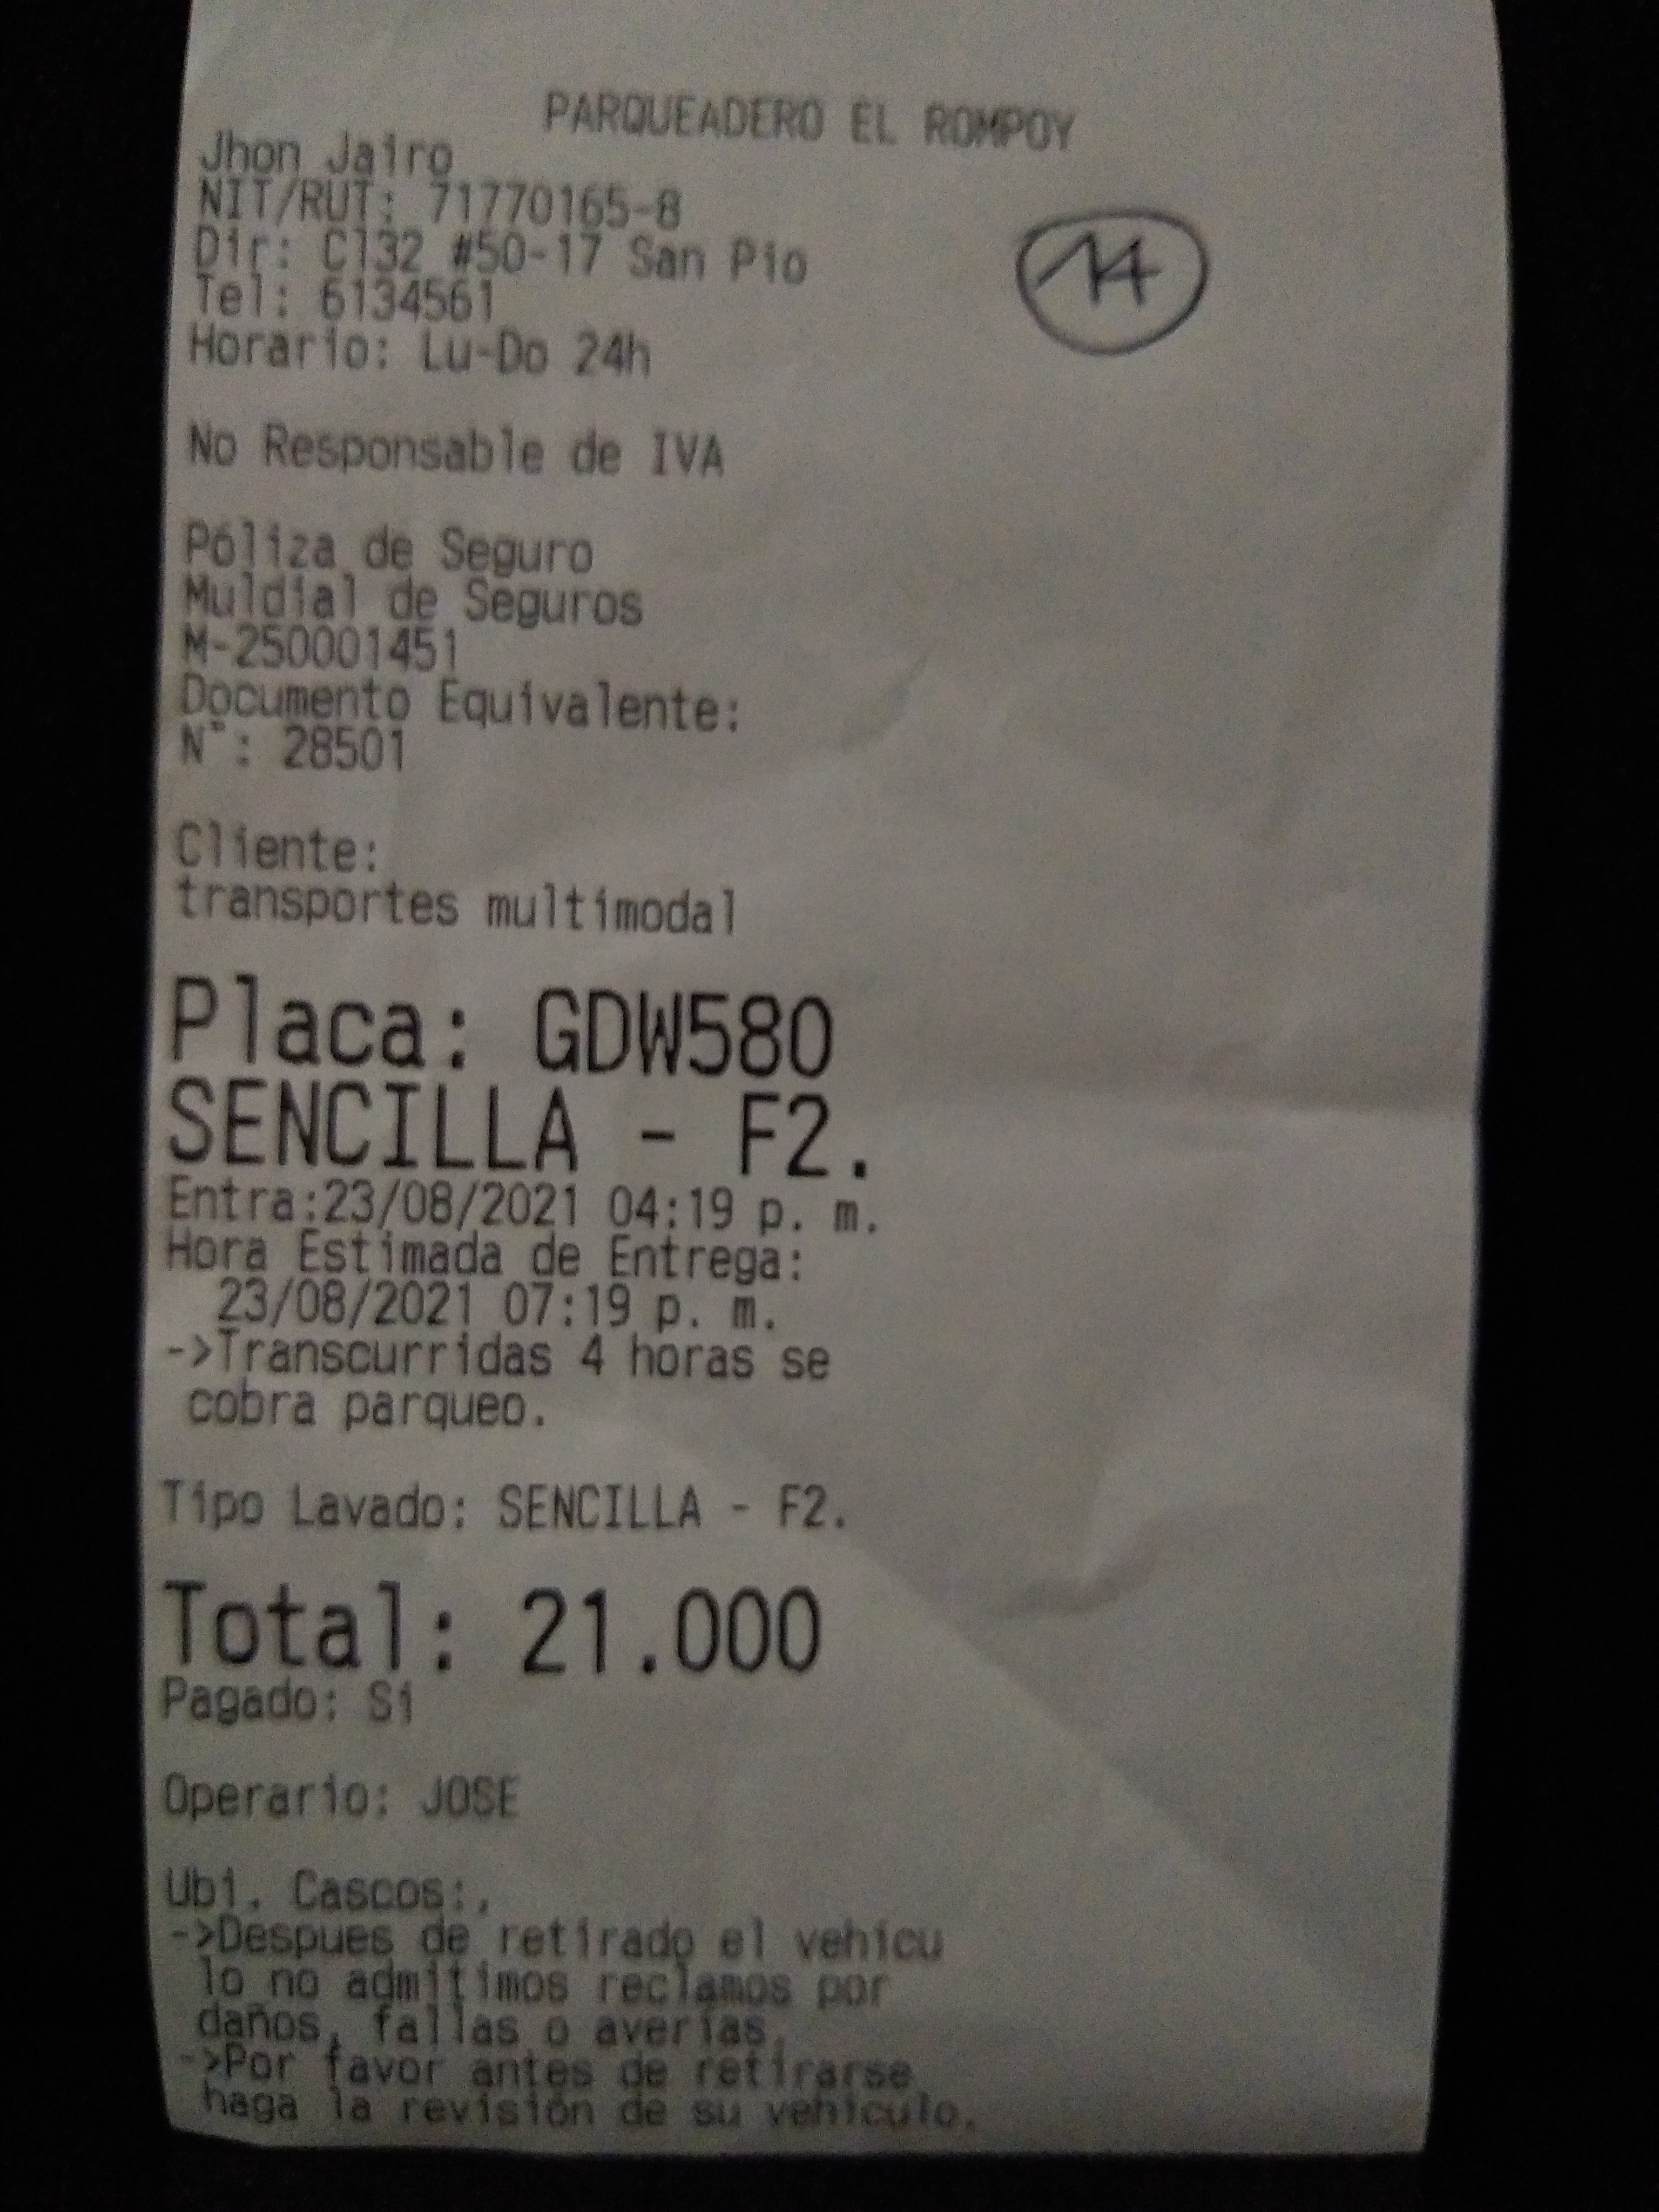 PARQUEADERO EL ROMPOY
Jhon Jairo
NIT/RUT: 71770165-8
Dir: Cl32 #50-17 San Pio
Tel: 6134561
Horario: Lu-Do 24h
14
No Responsable de IVA
Póliza de Seguro
Muldial de Seguros
M-250001451
Documento Equivalente:
N°: 28501
Cliente:
transportes multimodal
Placa: GDW580
SENCILLA - F2.
Entra:23/08/2021 04:19 p. m.
Hora Estimada de Entrega:
23/08/2021 07:19 p. m.
->Transcurridas 4 horas se
cobra parqueo.
Tipo Lavado: SENCILLA - F2.
Total: 21.000
Pagado: Si
Operario: JOSE
Ubi. Cascos:,
->Despues de retirado el vehicu
lo no admitimos reclamos por
daños, fallas o averías.
->Por favor antes de retirarse
haga la revisión de su vehículo.